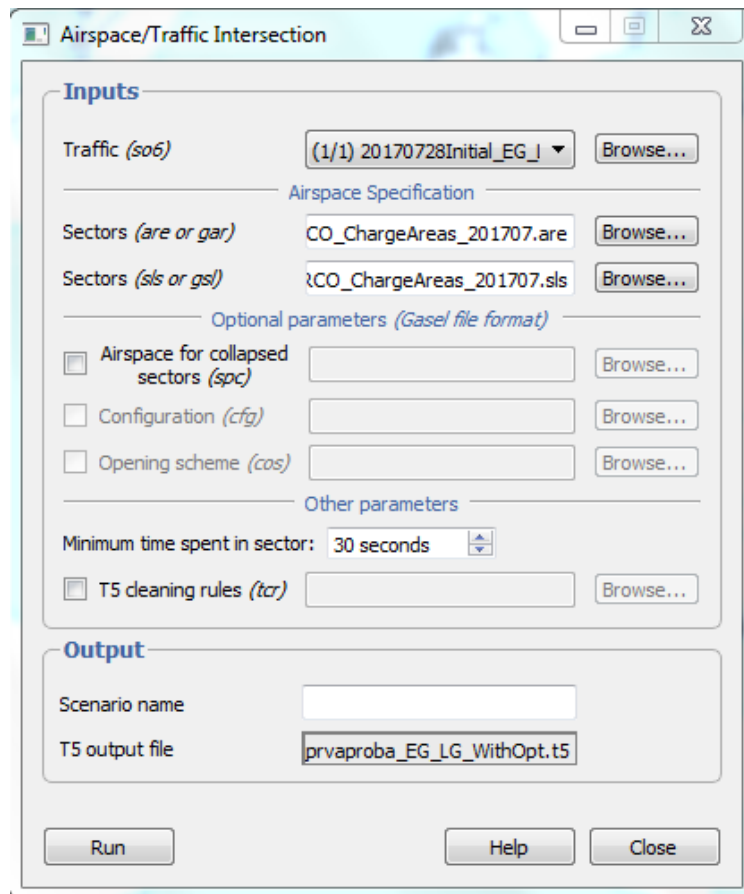 Airspace/Traffic Intersection
Inputs
Traffic (so6) (1/1) 20170728Initial_EG_ Browse...
Airspace Specification
Sectors (are or gar) CO_ChargeAreas_201707.are Browse...
Sectors (sls or gsl) RCO_ChargeAreas_201707.sls Browse...
Optional parameters (Gasel file format)
Airspace for collapsed
sectors (spc) Browse...
Configuration (cfg) Browse...
Opening scheme (cos) Browse...
Other parameters
Minimum time spent in sector: 30 seconds
T5 cleaning rules (tcr) Browse...
Output
Scenario name
T5 output file prvaproba_EG_LG_WithOpt.t5
Run Help Close